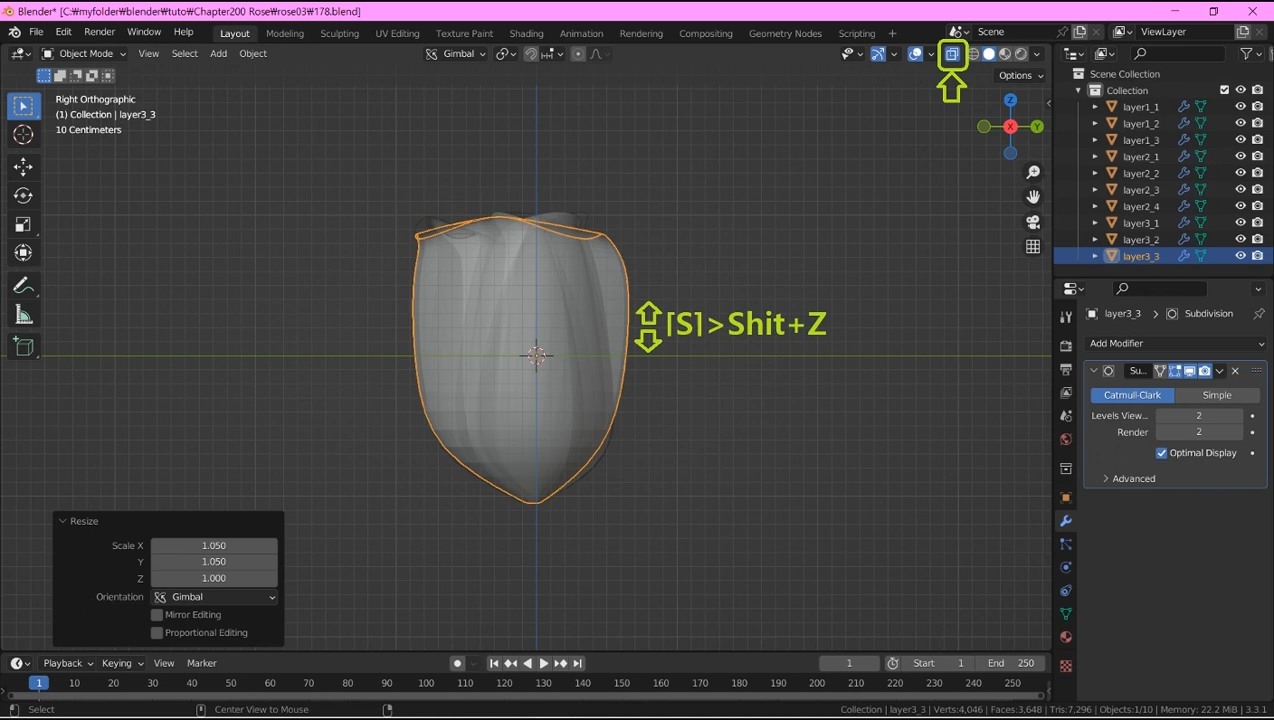 Blender* [C:₩myfolder₩blender₩tuto₩Chapter200 Rose₩rose03₩178.blend]
File Edit Render Window Help Layout Modeling Sculpting UV Editing Texture Paint Shading Animation Rendering Compositing Geometry Nodes Scripting + Scene ViewLayer
Object Mode View Select Add Object Gimbal
Options
Right Orthographic
(1) Collection | layer3_3
10 Centimeters
Z
Y
X
[S]>Shit+Z
Resize
Scale X 1.050
Y 1.050
Z 1.000
Orientation Gimbal
Mirror Editing
Proportional Editing
Scene Collection
Collection
layer1_1
layer1_2
layer1_3
layer2_1
layer2_2
layer2_3
layer2_4
layer3_1
layer3_2
layer3_3
layer3_3 > Subdivision
Add Modifier
Su...
Catmull-Clark Simple
Levels View... 2
Render 2
Optimal Display
Advanced
Playback Keying View Marker 1 Start 1 End 250
1 10 20 30 40 50 60 70 80 90 100 110 120 130 140 150 160 170 180 190 200 210 220 230 240 250
Select Center View to Mouse Collection | layer3_3 | Verts:4,046 | Faces:3,648 | Tris:7,296 | Objects:1/10 | Memory: 22.2 MiB | 3.3.1